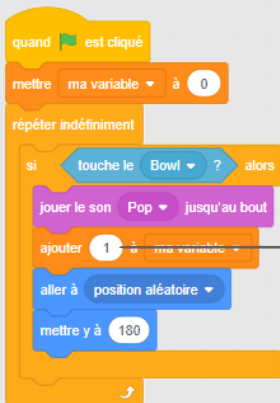 quand est cliqué
mettre ma variable à 0
répéter indéfiniment
si touche le Bowl ? alors
jouer le son Pop jusqu'au bout
ajouter 1 à ma variable
aller à position aléatoire
mettre y à 180